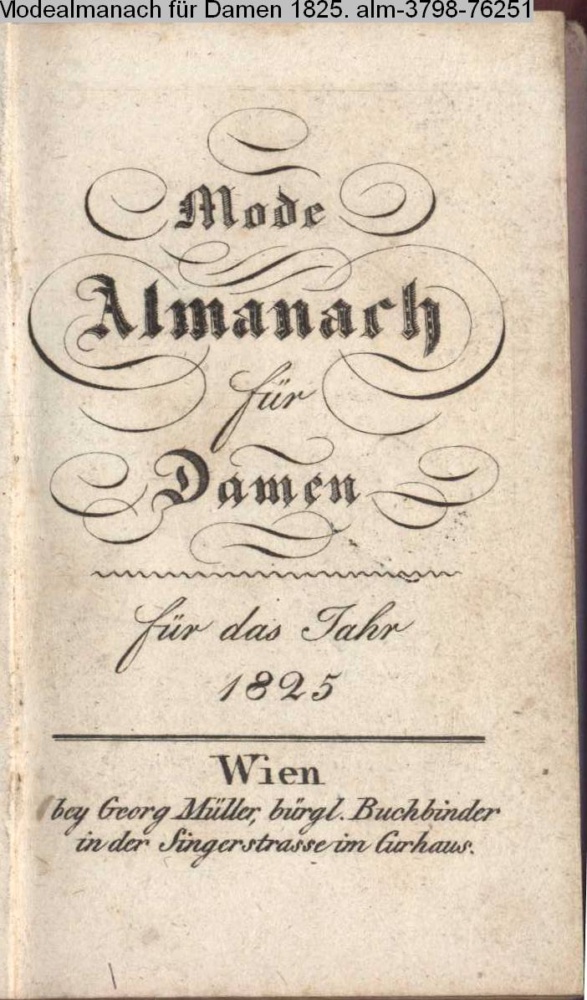 Modealmanach für Damen 1825. alm-3798-76251
Mode
Almanach
für
Damen
für das Jahr
1825
Wien
bey Georg Müller, bürgl. Buchbinder
in der Singerstrasse im Curhaus.